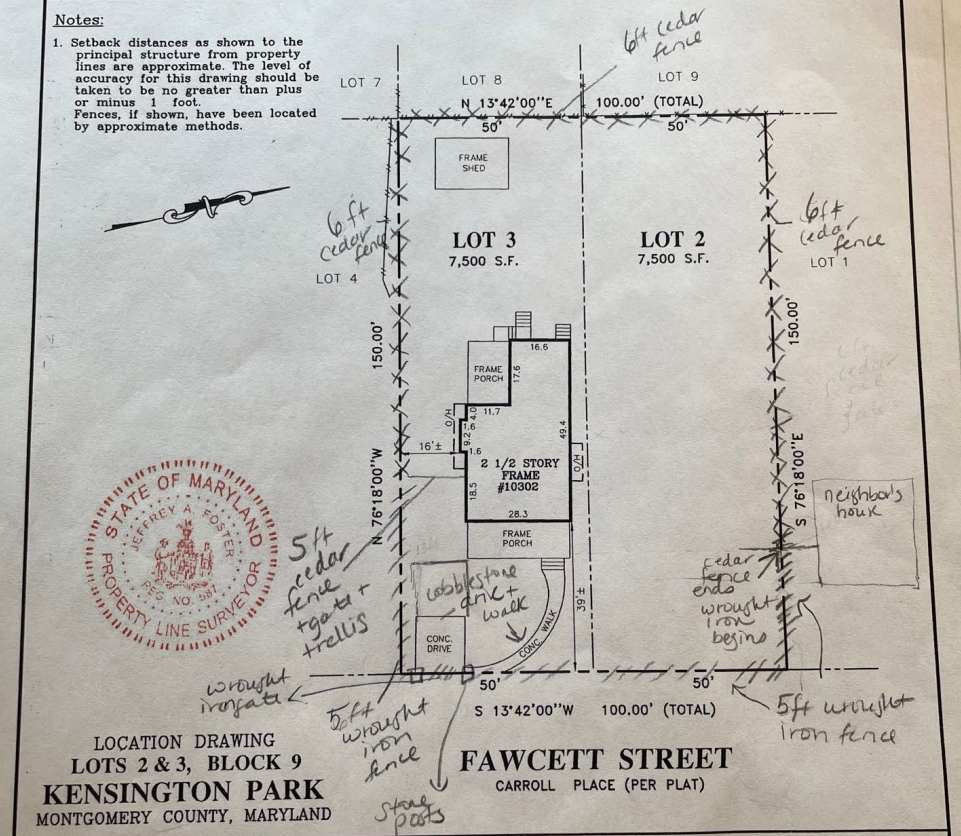 Notes:
1. Setback distances as shown to the
principal structure from property
lines are approximate. The level of
accuracy for this drawing should be
taken to be no greater than plus
or minus 1 foot.
Fences, if shown, have been located
by approximate methods.
6ft cedar
fence
LOT 7
LOT 8
LOT 9
N 13°42'00"E
100.00' (TOTAL)
50'
50'
FRAME
SHED
6ft
cedar
fence
LOT 4
LOT 3
7,500 S.F.
LOT 2
7,500 S.F.
6ft
cedar
fence
LOT 1
150.00'
N 76°18'00"W
150.00'
S 76°18'00"E
16.6
17.6
FRAME
PORCH
11.7
4.0
O/H
1.6
9.2
1.6
16'±
49.4
O/H
2 1/2 STORY
FRAME
#10302
18.5
28.3
FRAME
PORCH
neighbor's
house
STATE OF MARYLAND
JEFFREY A. FOSTER
REG. NO. 587
PROPERTY LINE SURVEYOR
5ft
cedar
fence
+gate+
trellis
cobblestone
drive+
walk
CONC.
DRIVE
CONC. WALK
39'±
cedar
fence
ends
wrought
iron
begins
wrought
iron gate
5ft
wrought
iron
fence
50'
50'
S 13°42'00"W
100.00' (TOTAL)
5ft wrought
iron fence
stone
posts
LOCATION DRAWING
LOTS 2 & 3, BLOCK 9
KENSINGTON PARK
MONTGOMERY COUNTY, MARYLAND
FAWCETT STREET
CARROLL PLACE (PER PLAT)